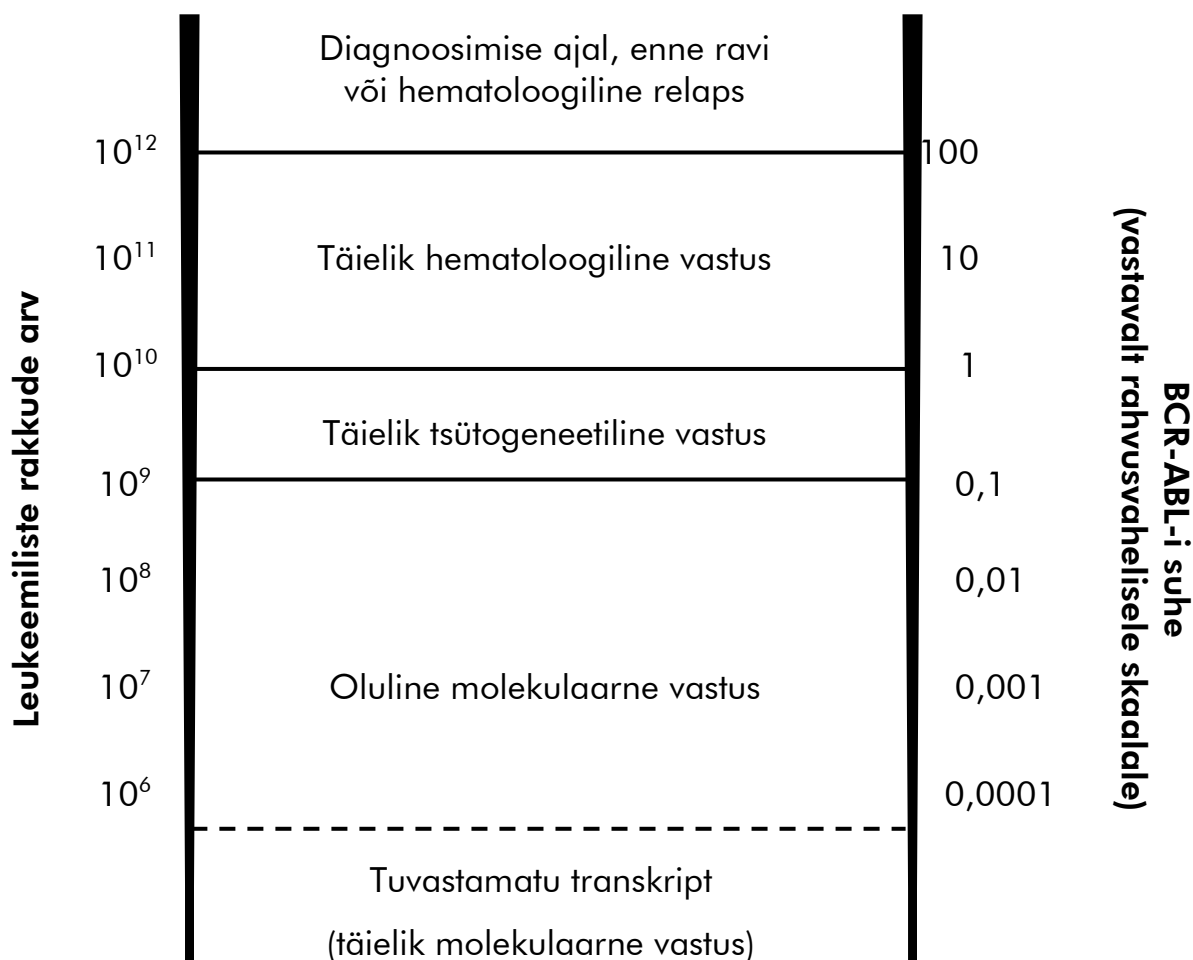 Diagnoosimise ajal, enne ravi
või hematoloogiline relaps
10¹² 100
10¹¹ Täielik hematoloogiline vastus 10
10¹⁰ 1
Täielik tsütogeneetiline vastus
10⁹ 0,1
10⁸ 0,01
10⁷ Oluline molekulaarne vastus 0,001
10⁶ 0,0001
Tuvastamatu transkript
(täielik molekulaarne vastus)
Leukeemiliste rakkude arv
BCR-ABL-i suhe
(vastavalt rahvusvahelisele skaalale)